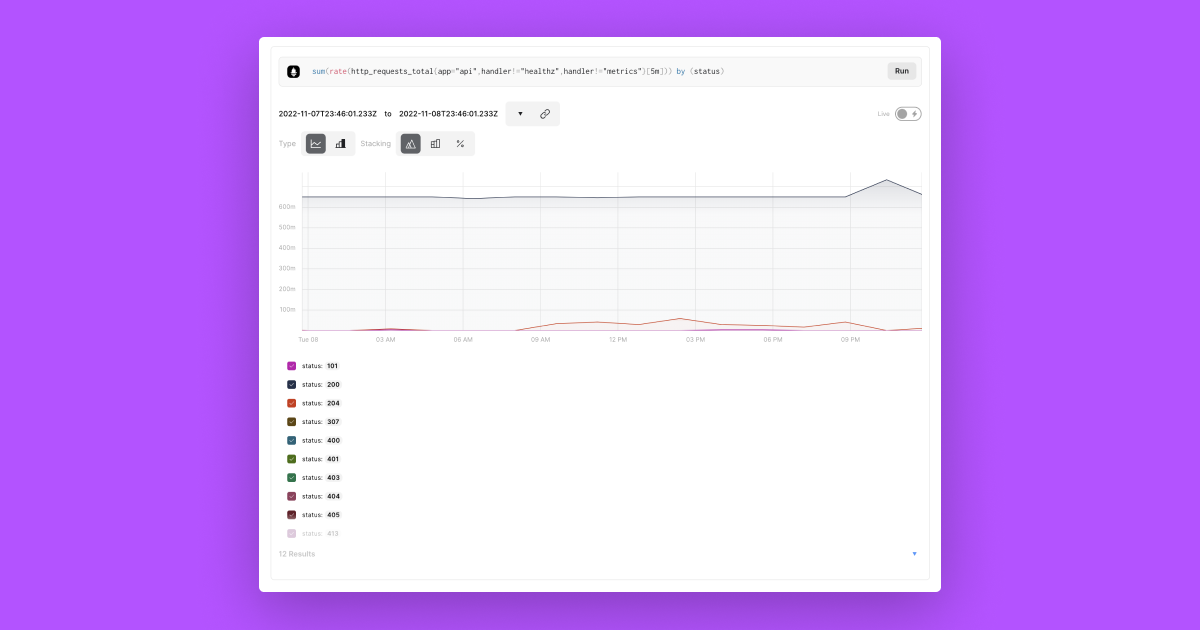 sum(rate(http_requests_total{app="api",handler!="healthz",handler!="metrics"}[5m])) by (status)
Run
2022-11-07T23:46:01.233Z to 2022-11-08T23:46:01.233Z
Live
Type
Stacking
600m
500m
400m
300m
200m
100m
Tue 08 03 AM 06 AM 09 AM 12 PM 03 PM 06 PM 09 PM
status: 101
status: 200
status: 204
status: 307
status: 400
status: 401
status: 403
status: 404
status: 405
status: 413
12 Results